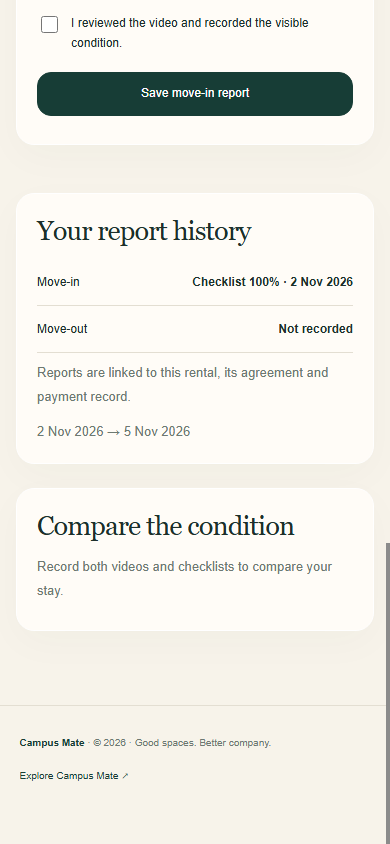 I reviewed the video and recorded the visible
condition.
Save move-in report
Your report history
Move-in Checklist 100% · 2 Nov 2026
Move-out Not recorded
Reports are linked to this rental, its agreement and
payment record.
2 Nov 2026 → 5 Nov 2026
Compare the condition
Record both videos and checklists to compare your
stay.
Campus Mate · © 2026 · Good spaces. Better company.
Explore Campus Mate ↗